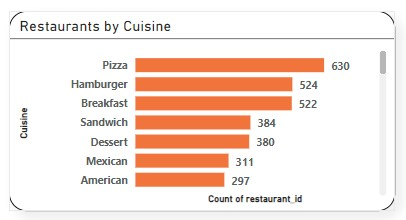 Restaurants by Cuisine
Cuisine
Pizza 630
Hamburger 524
Breakfast 522
Sandwich 384
Dessert 380
Mexican 311
American 297
Count of restaurant_id